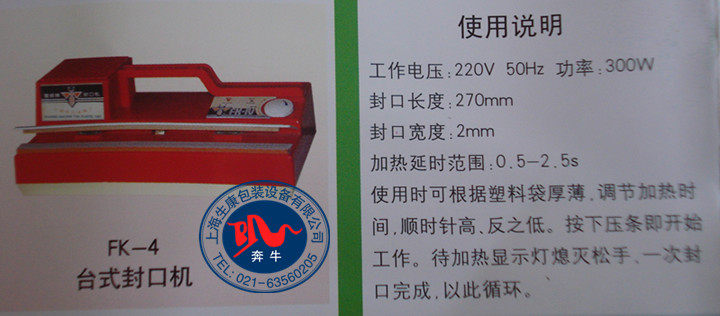 FK-4
台式封口机
上海生康包装设备有限公司
奔牛
TEL: 021-63560205
使用说明
工作电压:220V 50Hz 功率:300W
封口长度:270mm
封口宽度:2mm
加热延时范围:0.5-2.5s
使用时可根据塑料袋厚薄,调节加热时
间,顺时针高、反之低。按下压条即开始
工作。待加热显示灯熄灭松手、一次封
口完成,以此循环。